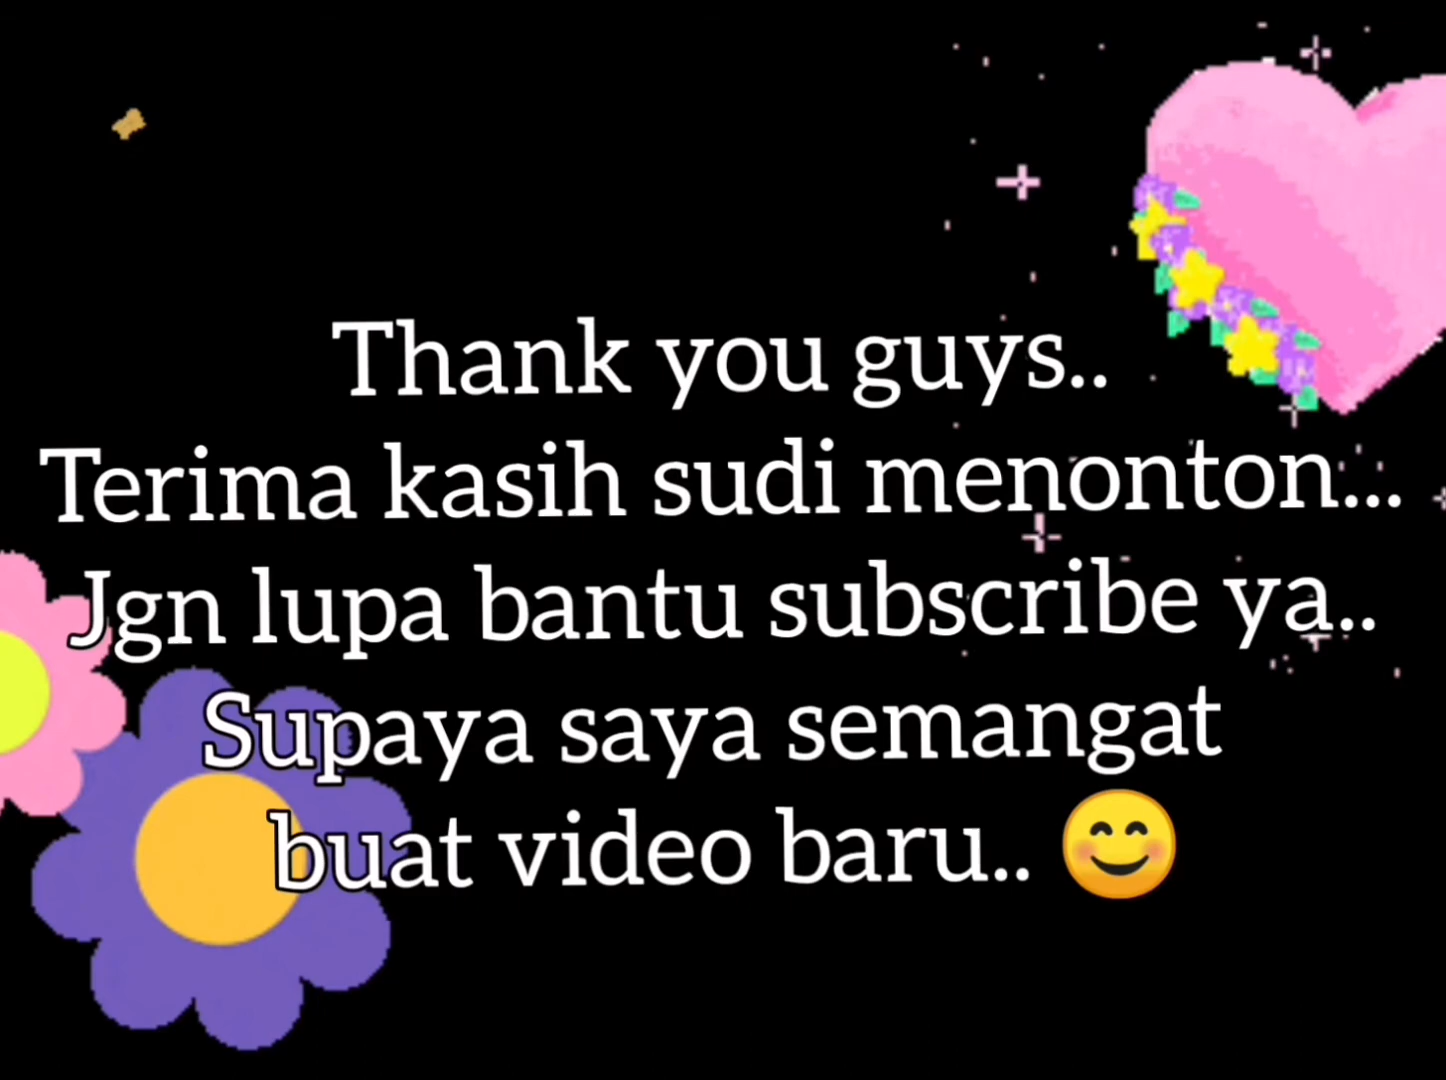 Thank you guys..
Terima kasih sudi menonton...
Jgn lupa bantu subscribe ya..
Supaya saya semangat
buat video baru.. 😊